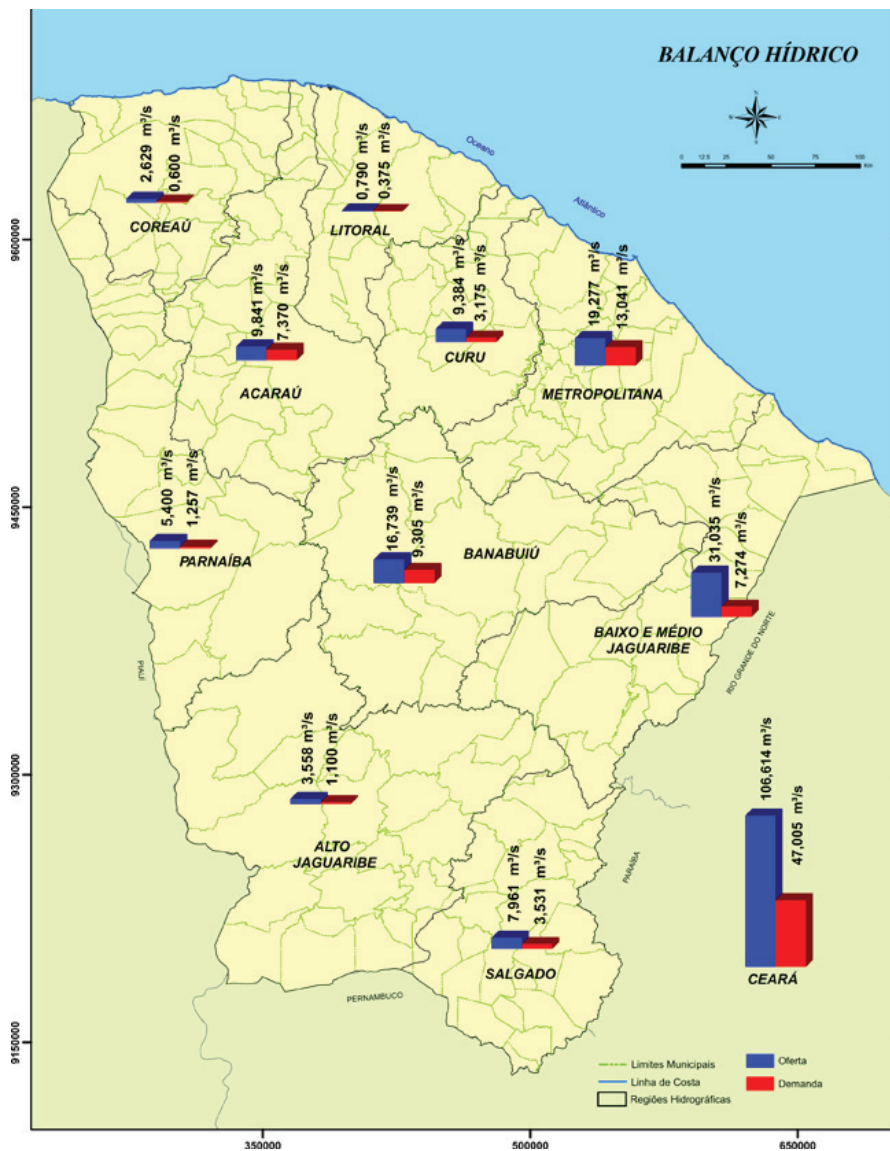 BALANÇO HÍDRICO
N
W
E
S
0
12.5
25
50
75
100
Km
Oceano
Atlântico
2,629 m³/s
0,600 m³/s
COREAÚ
0,790 m³/s
0,375 m³/s
LITORAL
9,841 m³/s
7,370 m³/s
ACARAÚ
9,384 m³/s
3,175 m³/s
CURU
19,277 m³/s
13,041 m³/s
METROPOLITANA
5,400 m³/s
1,257 m³/s
PARNAÍBA
16,739 m³/s
9,305 m³/s
BANABUIÚ
31,035 m³/s
7,274 m³/s
BAIXO E MÉDIO
JAGUARIBE
RIO GRANDE DO NORTE
PIAUÍ
3,558 m³/s
1,100 m³/s
ALTO
JAGUARIBE
7,961 m³/s
3,531 m³/s
SALGADO
PARAÍBA
PERNAMBUCO
106,614 m³/s
47,005 m³/s
CEARÁ
Limites Municipais
Linha de Costa
Regiões Hidrográficas
Oferta
Demanda
9600000
9450000
9300000
9150000
350000
500000
650000